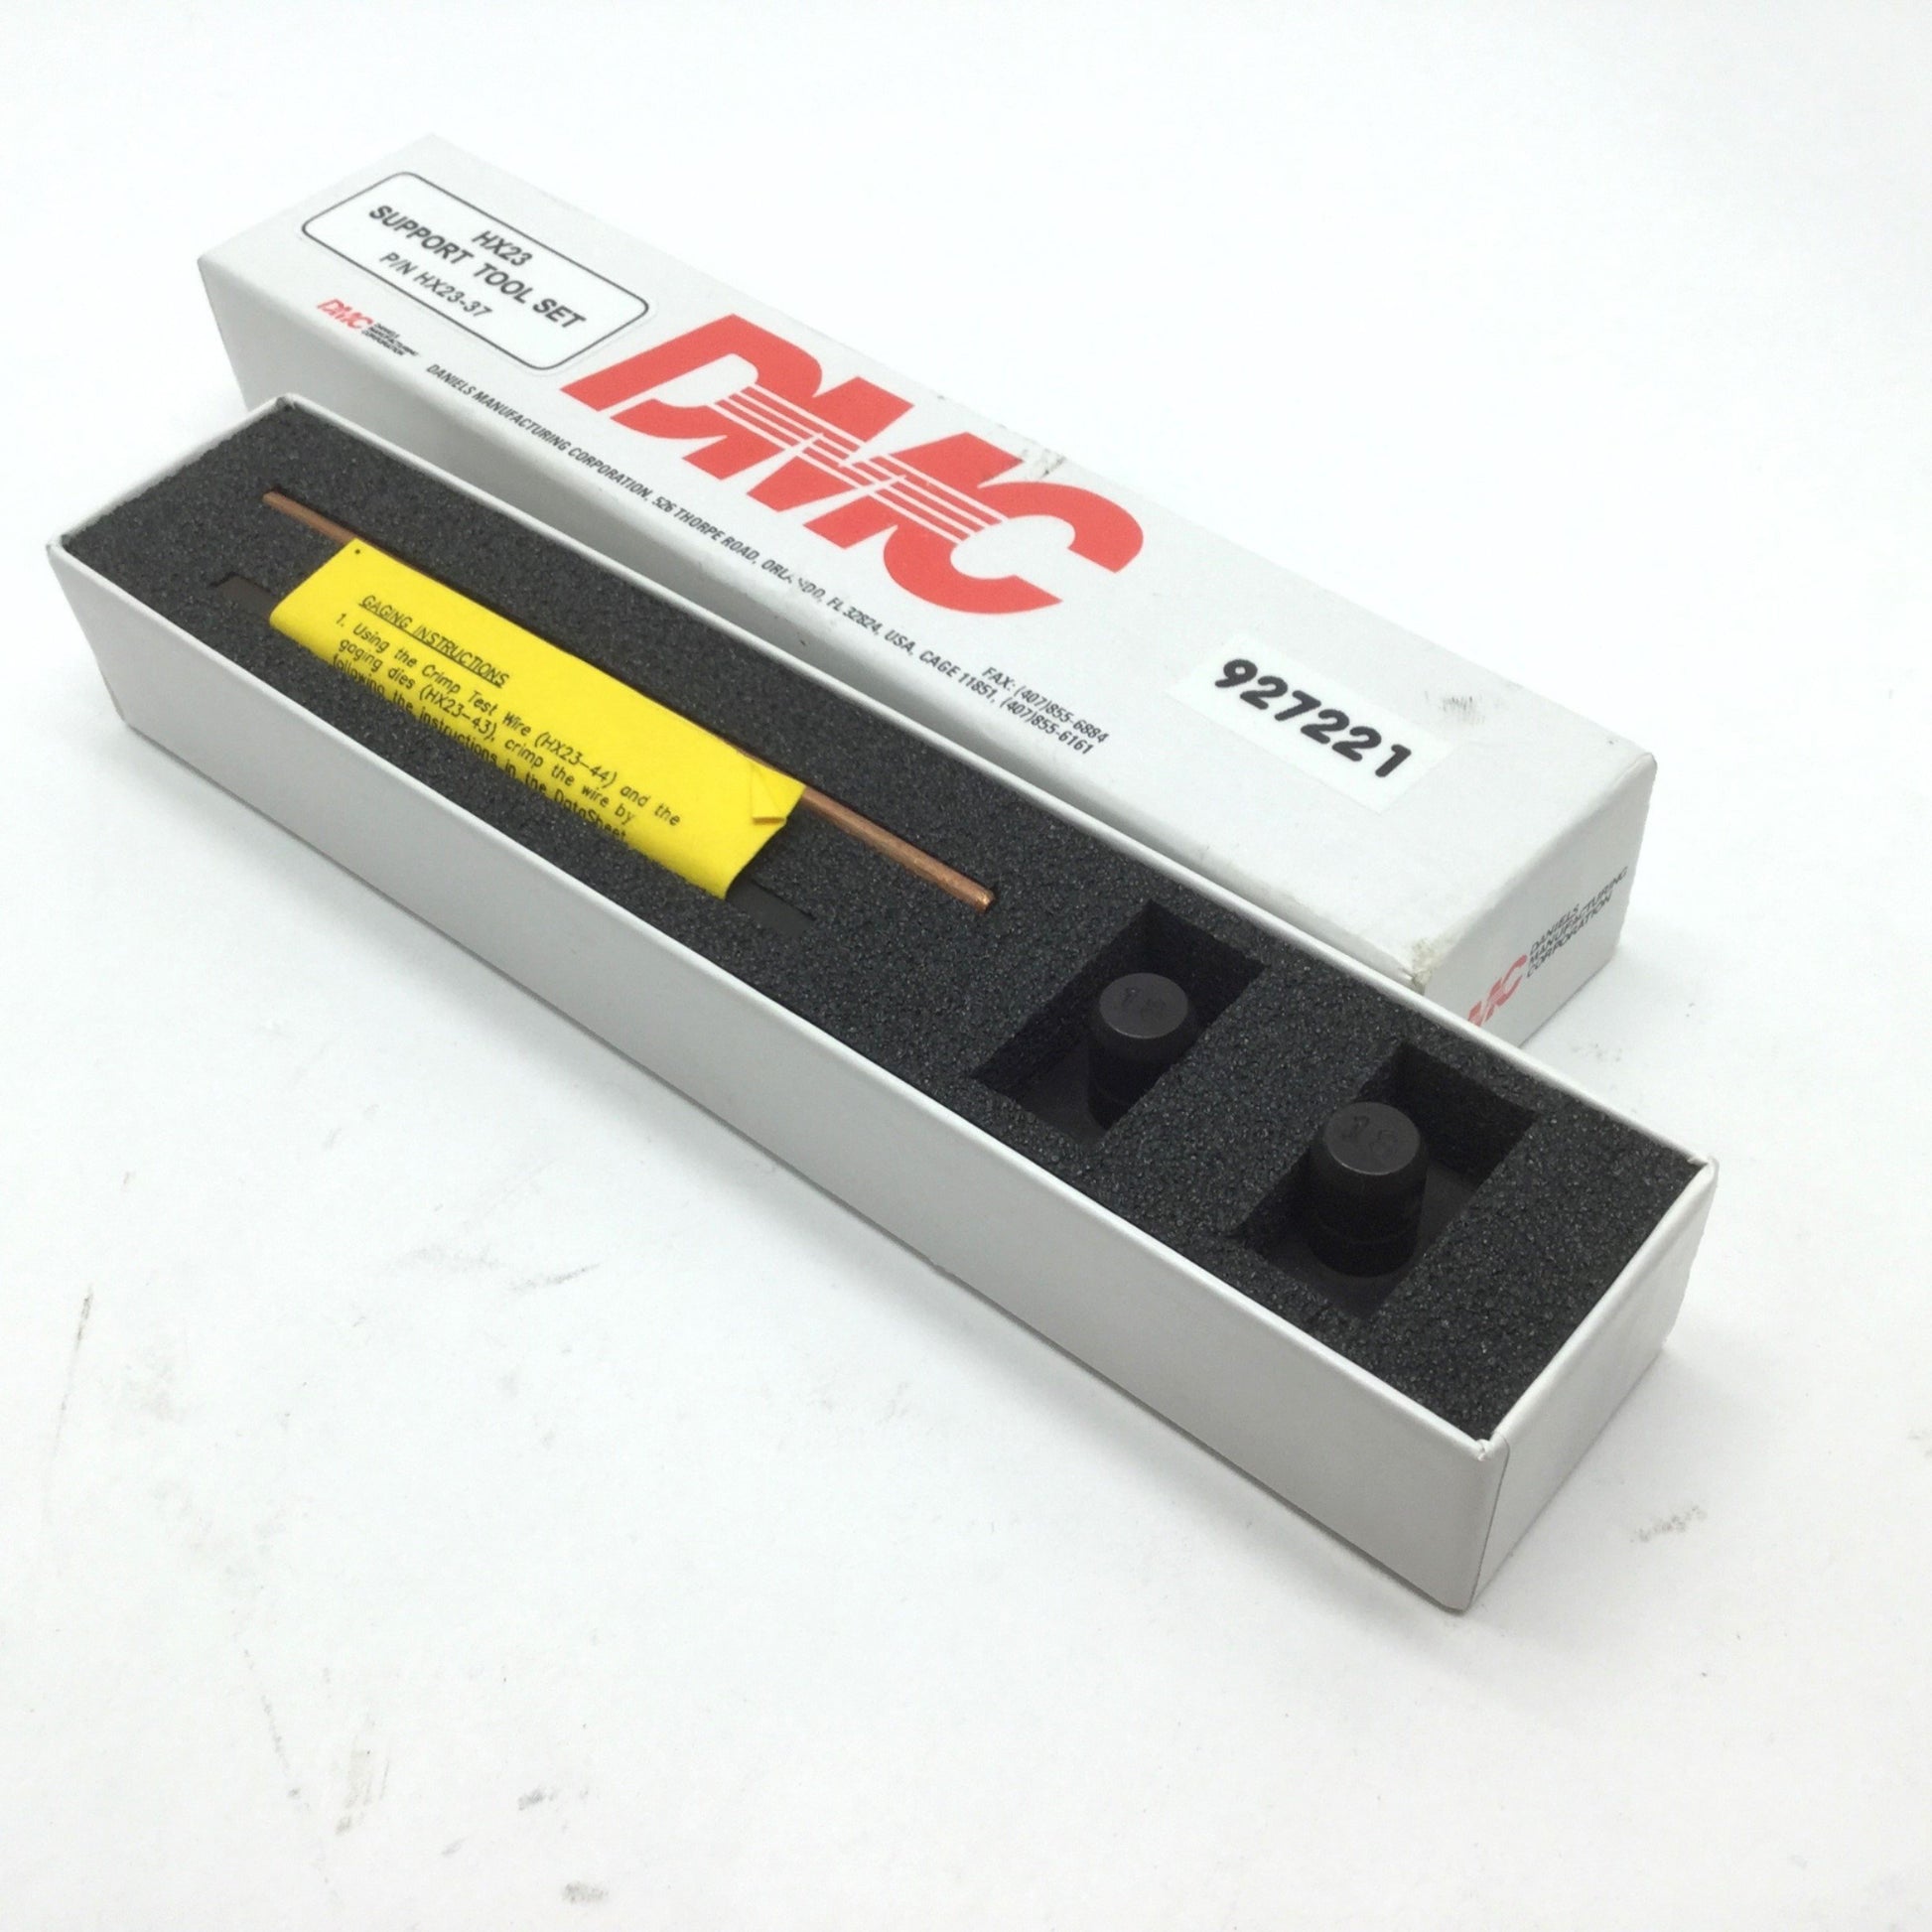 HX23
SUPPORT TOOL SET
P/N HX23-37
DMC DANIELS
MANUFACTURING
CORPORATION
DMC
DANIELS MANUFACTURING CORPORATION, 526 THORPE ROAD, ORLANDO, FL 32824, USA, CAGE 11851, (407)855-6161
FAX: (407)855-6884
927221
DANIELS
MANUFACTURING
CORPORATION
GAGING INSTRUCTIONS
1. Using the Crimp Test Wire (HX23-44) and the
gaging dies (HX23-43), crimp the wire by
following the instructions in the DataSheet